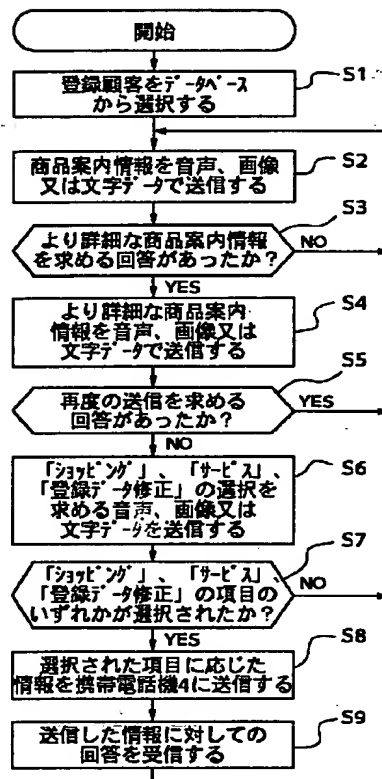 開始
S1
登録顧客をデータベース
から選択する
S2
商品案内情報を音声、画像
又は文字データで送信する
S3
より詳細な商品案内情報
を求める回答があったか?
NO
YES
S4
より詳細な商品案内
情報を音声、画像又は
文字データで送信する
S5
再度の送信を求める
回答があったか?
YES
NO
S6
「ショッピング」、「サービス」、
「登録データ修正」の選択を
求める音声、画像又は
文字データを送信する
S7
「ショッピング」、「サービス」、
「登録データ修正」の項目の
いずれかが選択されたか?
NO
YES
S8
選択された項目に応じた
情報を携帯電話機4に送信する
S9
送信した情報に対しての
回答を受信する